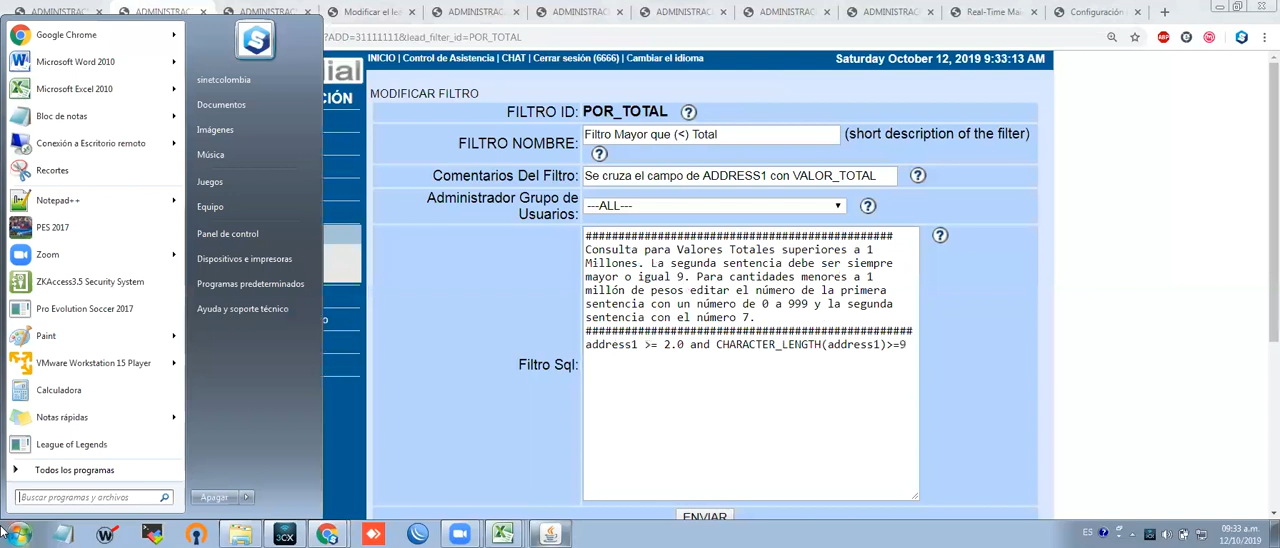 ADMINISTRAC
ADMINISTRAC
ADMINISTRA
Modificar el le
ADMINISTRAC
ADMINISTRAC
ADMINISTRAC
ADMINISTRA
ADMINISTRAC
Real-Time Ma
Configuración
?ADD=31111111&lead_filter_id=POR_TOTAL
INICIO | Control de Asistencia | CHAT | Cerrar sesión (6666) | Cambiar el idioma
Saturday October 12, 2019 9:33:13 AM
MODIFICAR FILTRO
FILTRO ID: POR_TOTAL
FILTRO NOMBRE: Filtro Mayor que (<) Total (short description of the filter)
Comentarios Del Filtro: Se cruza el campo de ADDRESS1 con VALOR_TOTAL
Administrador Grupo de
Usuarios: ---ALL---
Filtro Sql:
###############################################
Consulta para Valores Totales superiores a 1
Millones. La segunda sentencia debe ser siempre
mayor o igual 9. Para cantidades menores a 1
millón de pesos editar el número de la primera
sentencia con un número de 0 a 999 y la segunda
sentencia con el número 7.
##################################################
address1 >= 2.0 and CHARACTER_LENGTH(address1)>=9
ENVIAR
ial
CIÓN
o
Google Chrome
Microsoft Word 2010
Microsoft Excel 2010
Bloc de notas
Conexión a Escritorio remoto
Recortes
Notepad++
PES 2017
Zoom
ZKAccess3.5 Security System
Pro Evolution Soccer 2017
Paint
VMware Workstation 15 Player
Calculadora
Notas rápidas
League of Legends
Todos los programas
Buscar programas y archivos
sinetcolombia
Documentos
Imágenes
Música
Juegos
Equipo
Panel de control
Dispositivos e impresoras
Programas predeterminados
Ayuda y soporte técnico
Apagar
3CX
ES
09:33 a.m.
12/10/2019